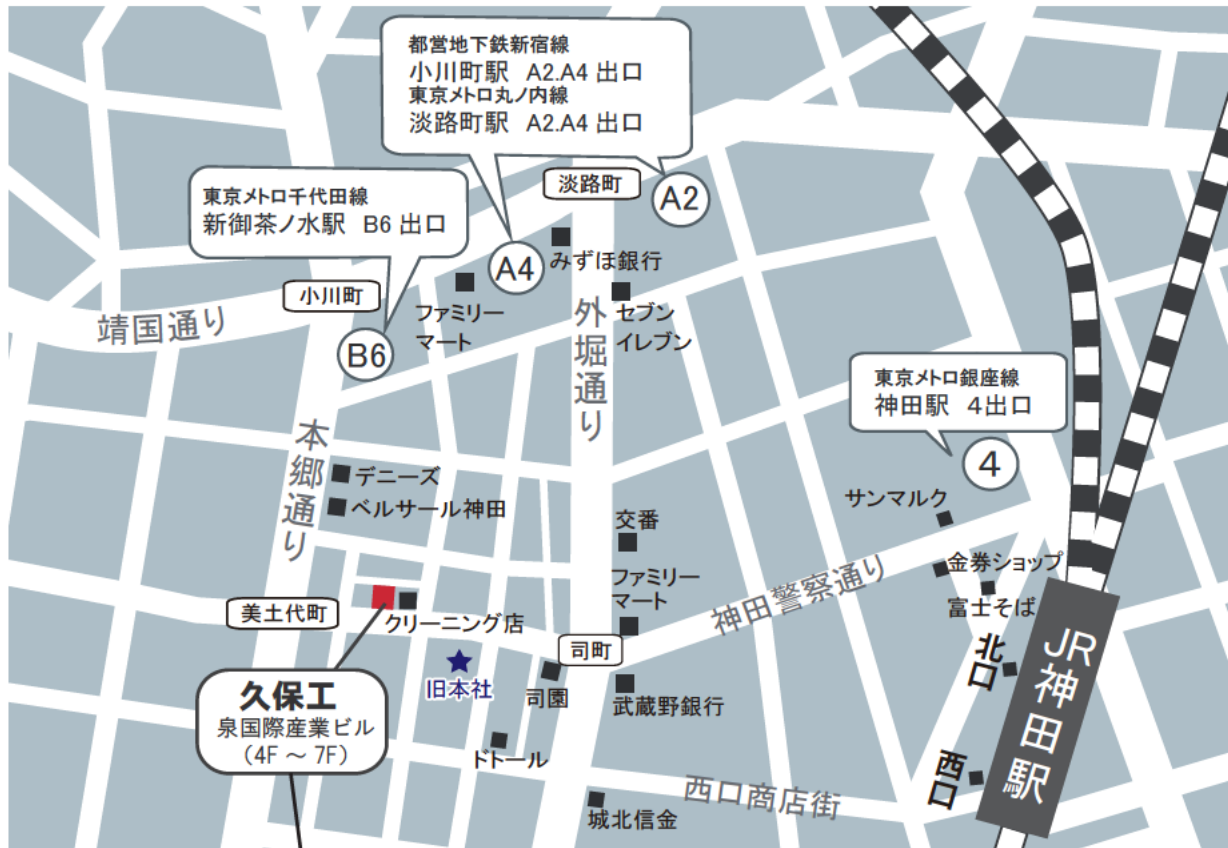 都営地下鉄新宿線
小川町駅 A2.A4 出口
東京メトロ丸ノ内線
淡路町駅 A2.A4 出口
東京メトロ千代田線
新御茶ノ水駅 B6 出口
淡路町
A2
A4
みずほ銀行
小川町
ファミリー
マート
セブン
イレブン
靖国通り
B6
外堀通り
東京メトロ銀座線
神田駅 4出口
4
本郷通り
デニーズ
ベルサール神田
サンマルク
交番
ファミリー
マート
神田警察通り
金券ショップ
富士そば
美土代町
クリーニング店
司町
北口
JR神田駅
旧本社
司園
武蔵野銀行
久保工
泉国際産業ビル
(4F ~ 7F)
ドトール
西口商店街
西口
城北信金